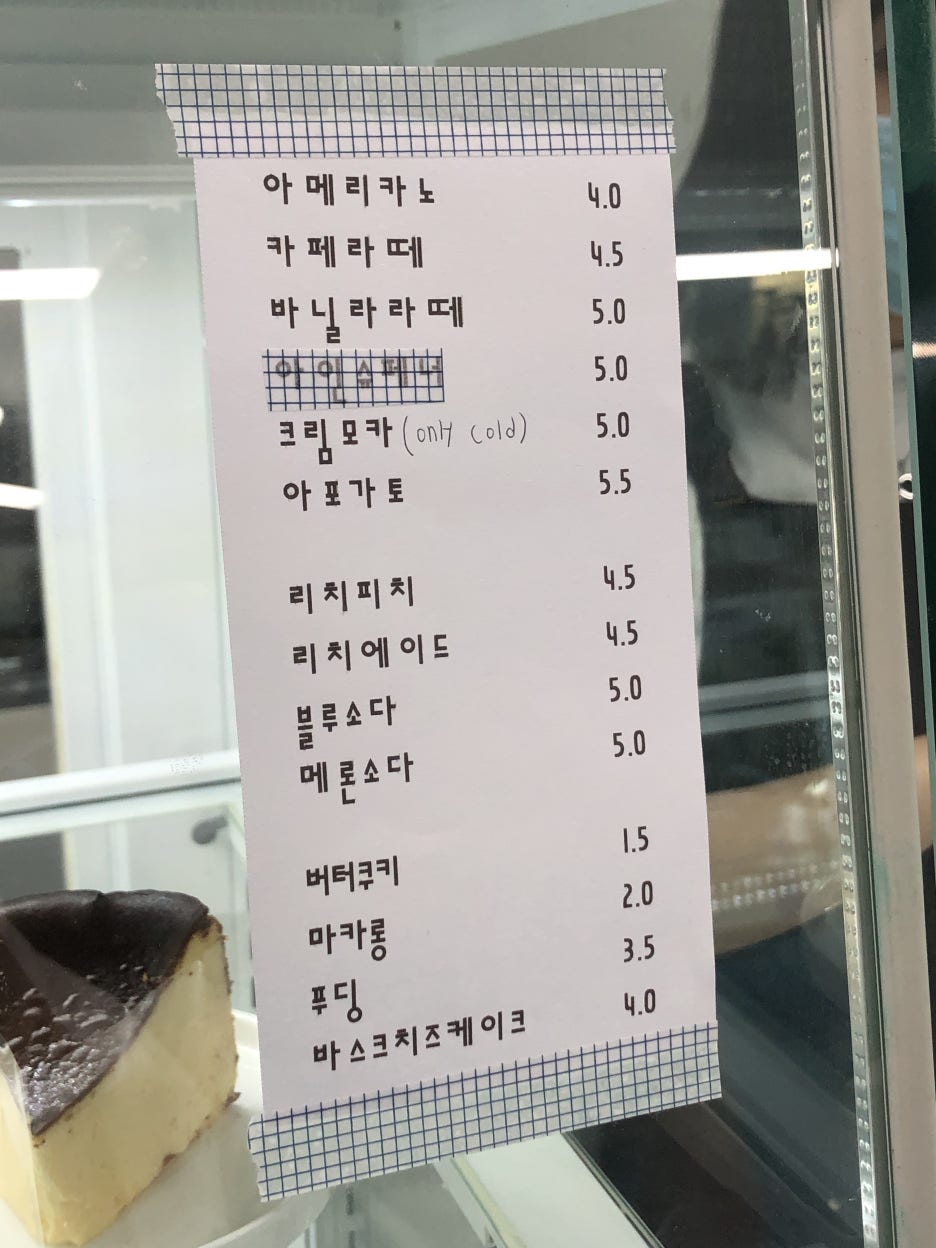 아메리카노 4.0
카페라떼 4.5
바닐라라떼 5.0
아인슈페너 5.0
크림모카 (only cold) 5.0
아포가토 5.5
리치피치 4.5
리치에이드 4.5
블루소다 5.0
메론소다 5.0
버터쿠키 1.5
마카롱 2.0
푸딩 3.5
바스크치즈케이크 4.0